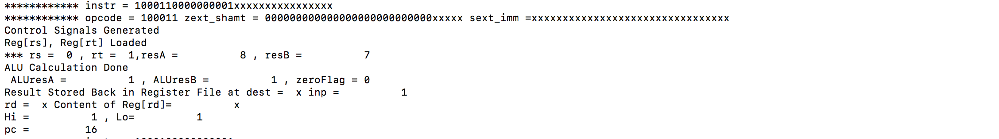 ************ instr = 1000110000000001xxxxxxxxxxxxxxxx
************ opcode = 100011 zext_shamt = 000000000000000000000000000xxxxx sext_imm =xxxxxxxxxxxxxxxxxxxxxxxxxxxxxxxx
Control Signals Generated
Reg[rs], Reg[rt] Loaded
*** rs =  0 , rt =  1,resA =          8 , resB =          7
ALU Calculation Done
 ALUresA =          1 , ALUresB =          1 , zeroFlag = 0
Result Stored Back in Register File at dest =  x inp =          1
rd =  x Content of Reg[rd]=          x
Hi =          1 , Lo=          1
pc =         16